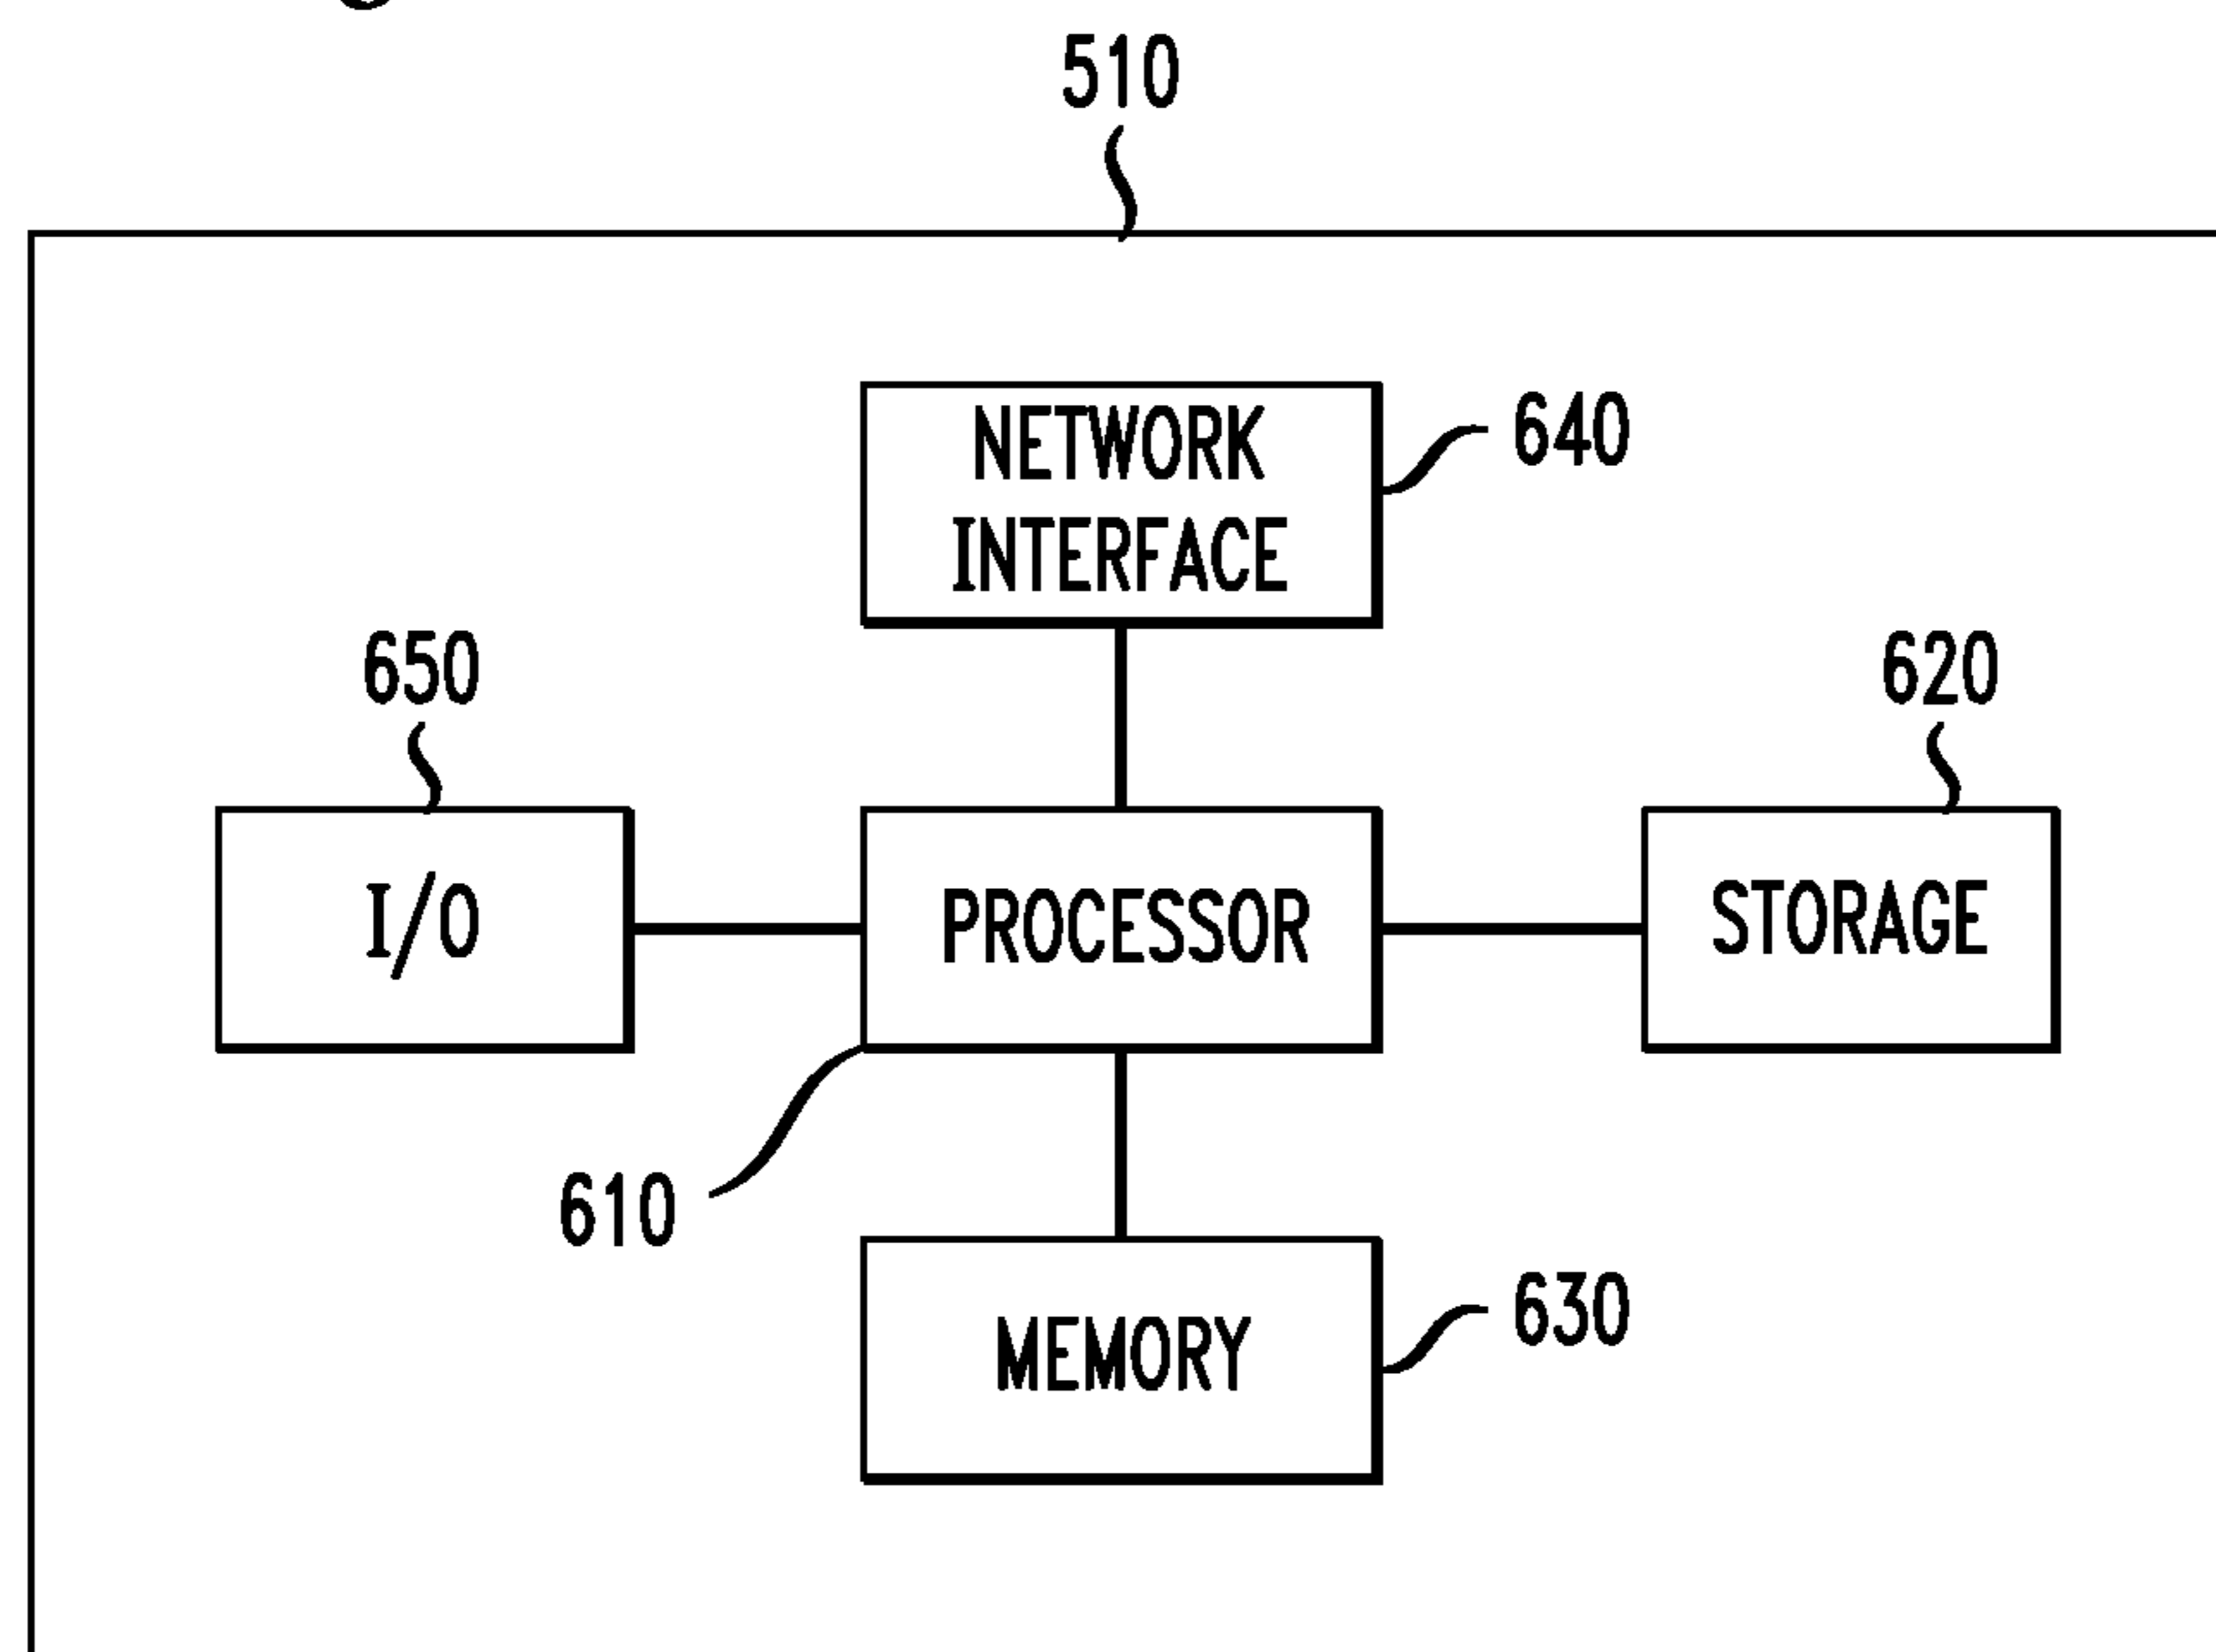 510
NETWORK
INTERFACE
640
650
620
I/O
PROCESSOR
STORAGE
610
MEMORY
630